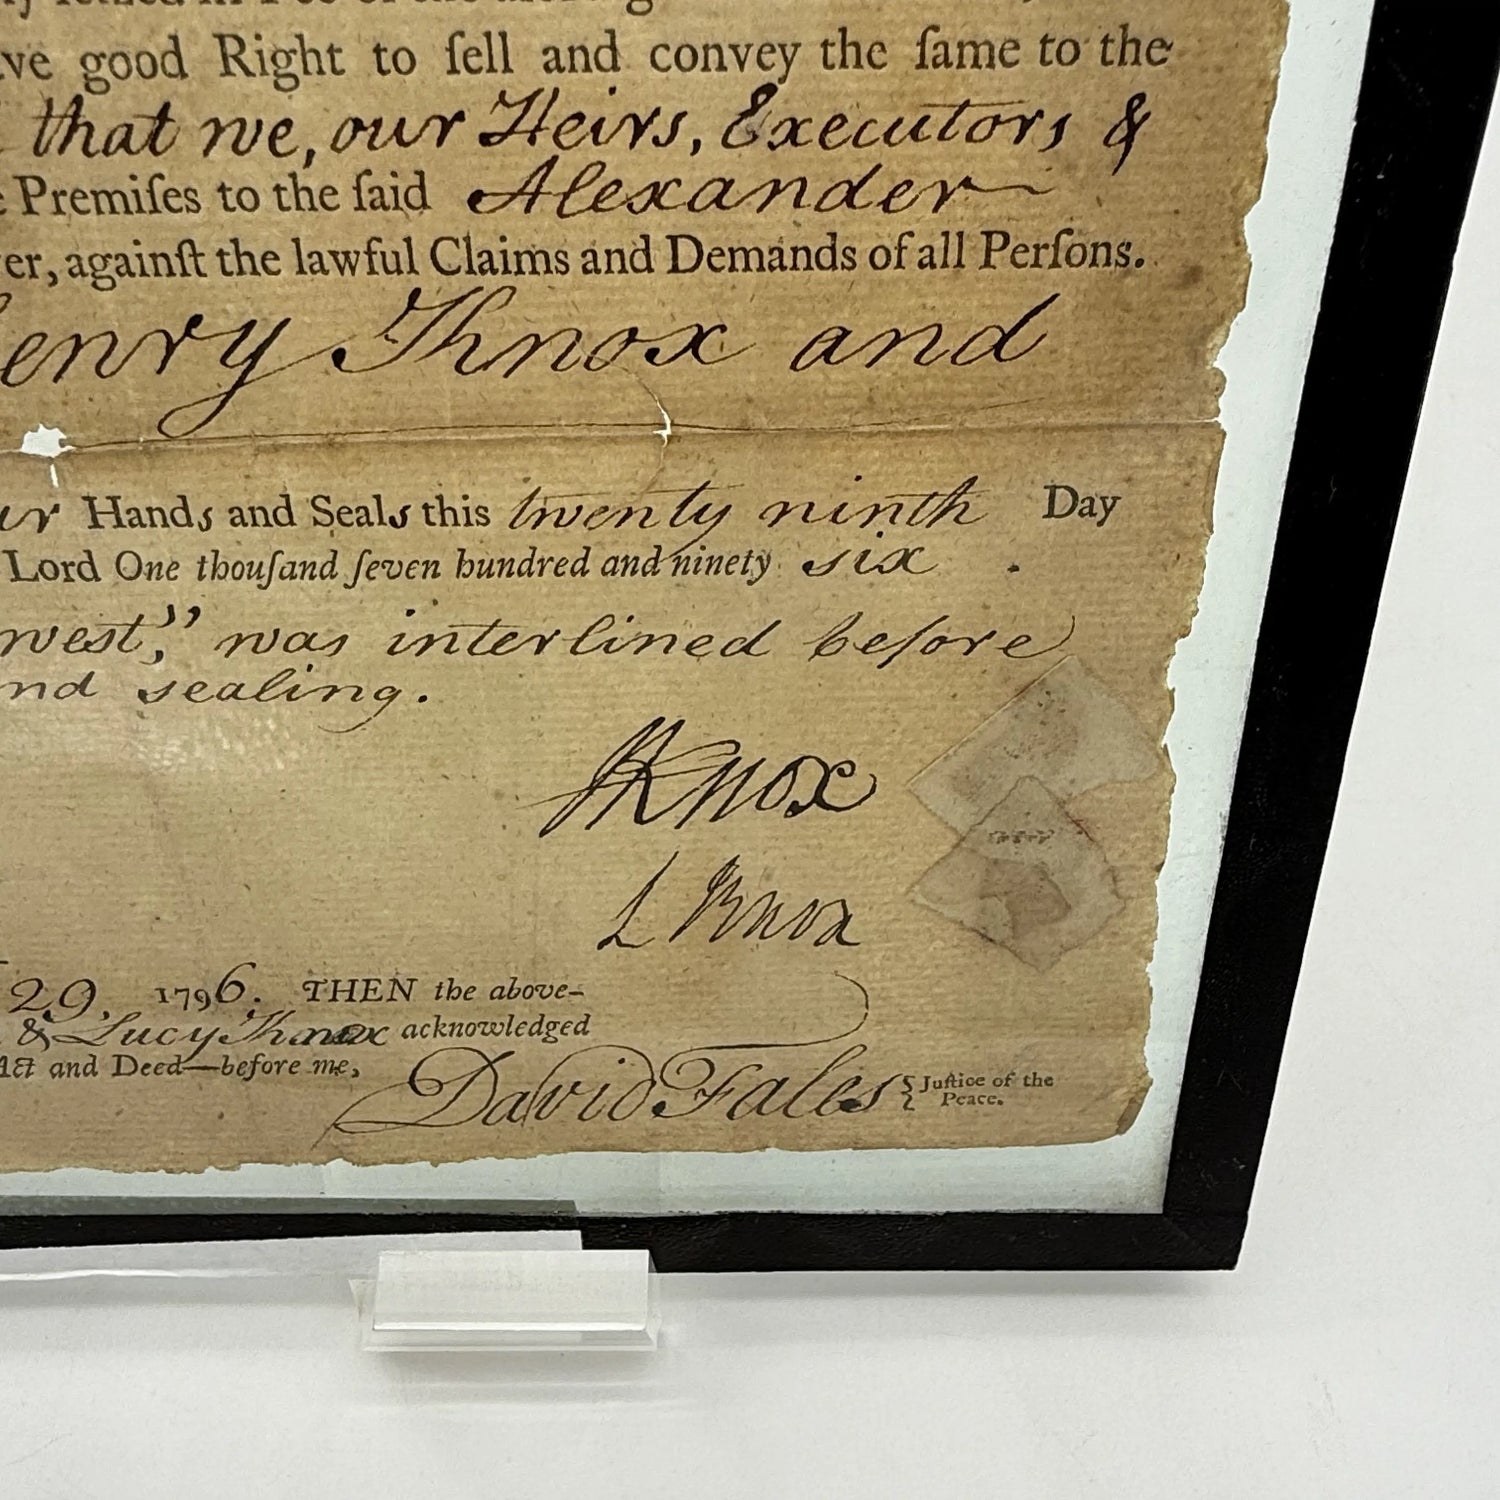 good Right to ſell and convey the ſame to the
that we, our Heirs, Executors &
Premiſes to the ſaid Alexander
er, againſt the lawful Claims and Demands of all Perſons.
enry Knox and
Hands and Seals this twenty ninth Day
Lord One thouſand ſeven hundred and ninety six .
west," was interlined before
nd sealing.
HKnox
L Knox
29, 1796. THEN the above-
& Lucy Knox acknowledged
Act and Deed—before me,
David Fales { Juſtice of the
Peace.